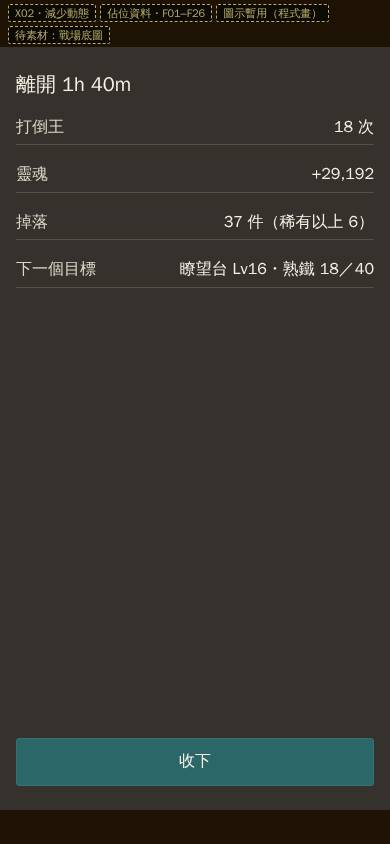 X02・減少動態 佔位資料・F01–F26 圖示暫用（程式畫）
待素材：戰場底圖
離開 1h 40m
打倒王 18 次
靈魂 +29,192
掉落 37 件（稀有以上 6）
下一個目標 瞭望台 Lv16・熟鐵 18／40
收下